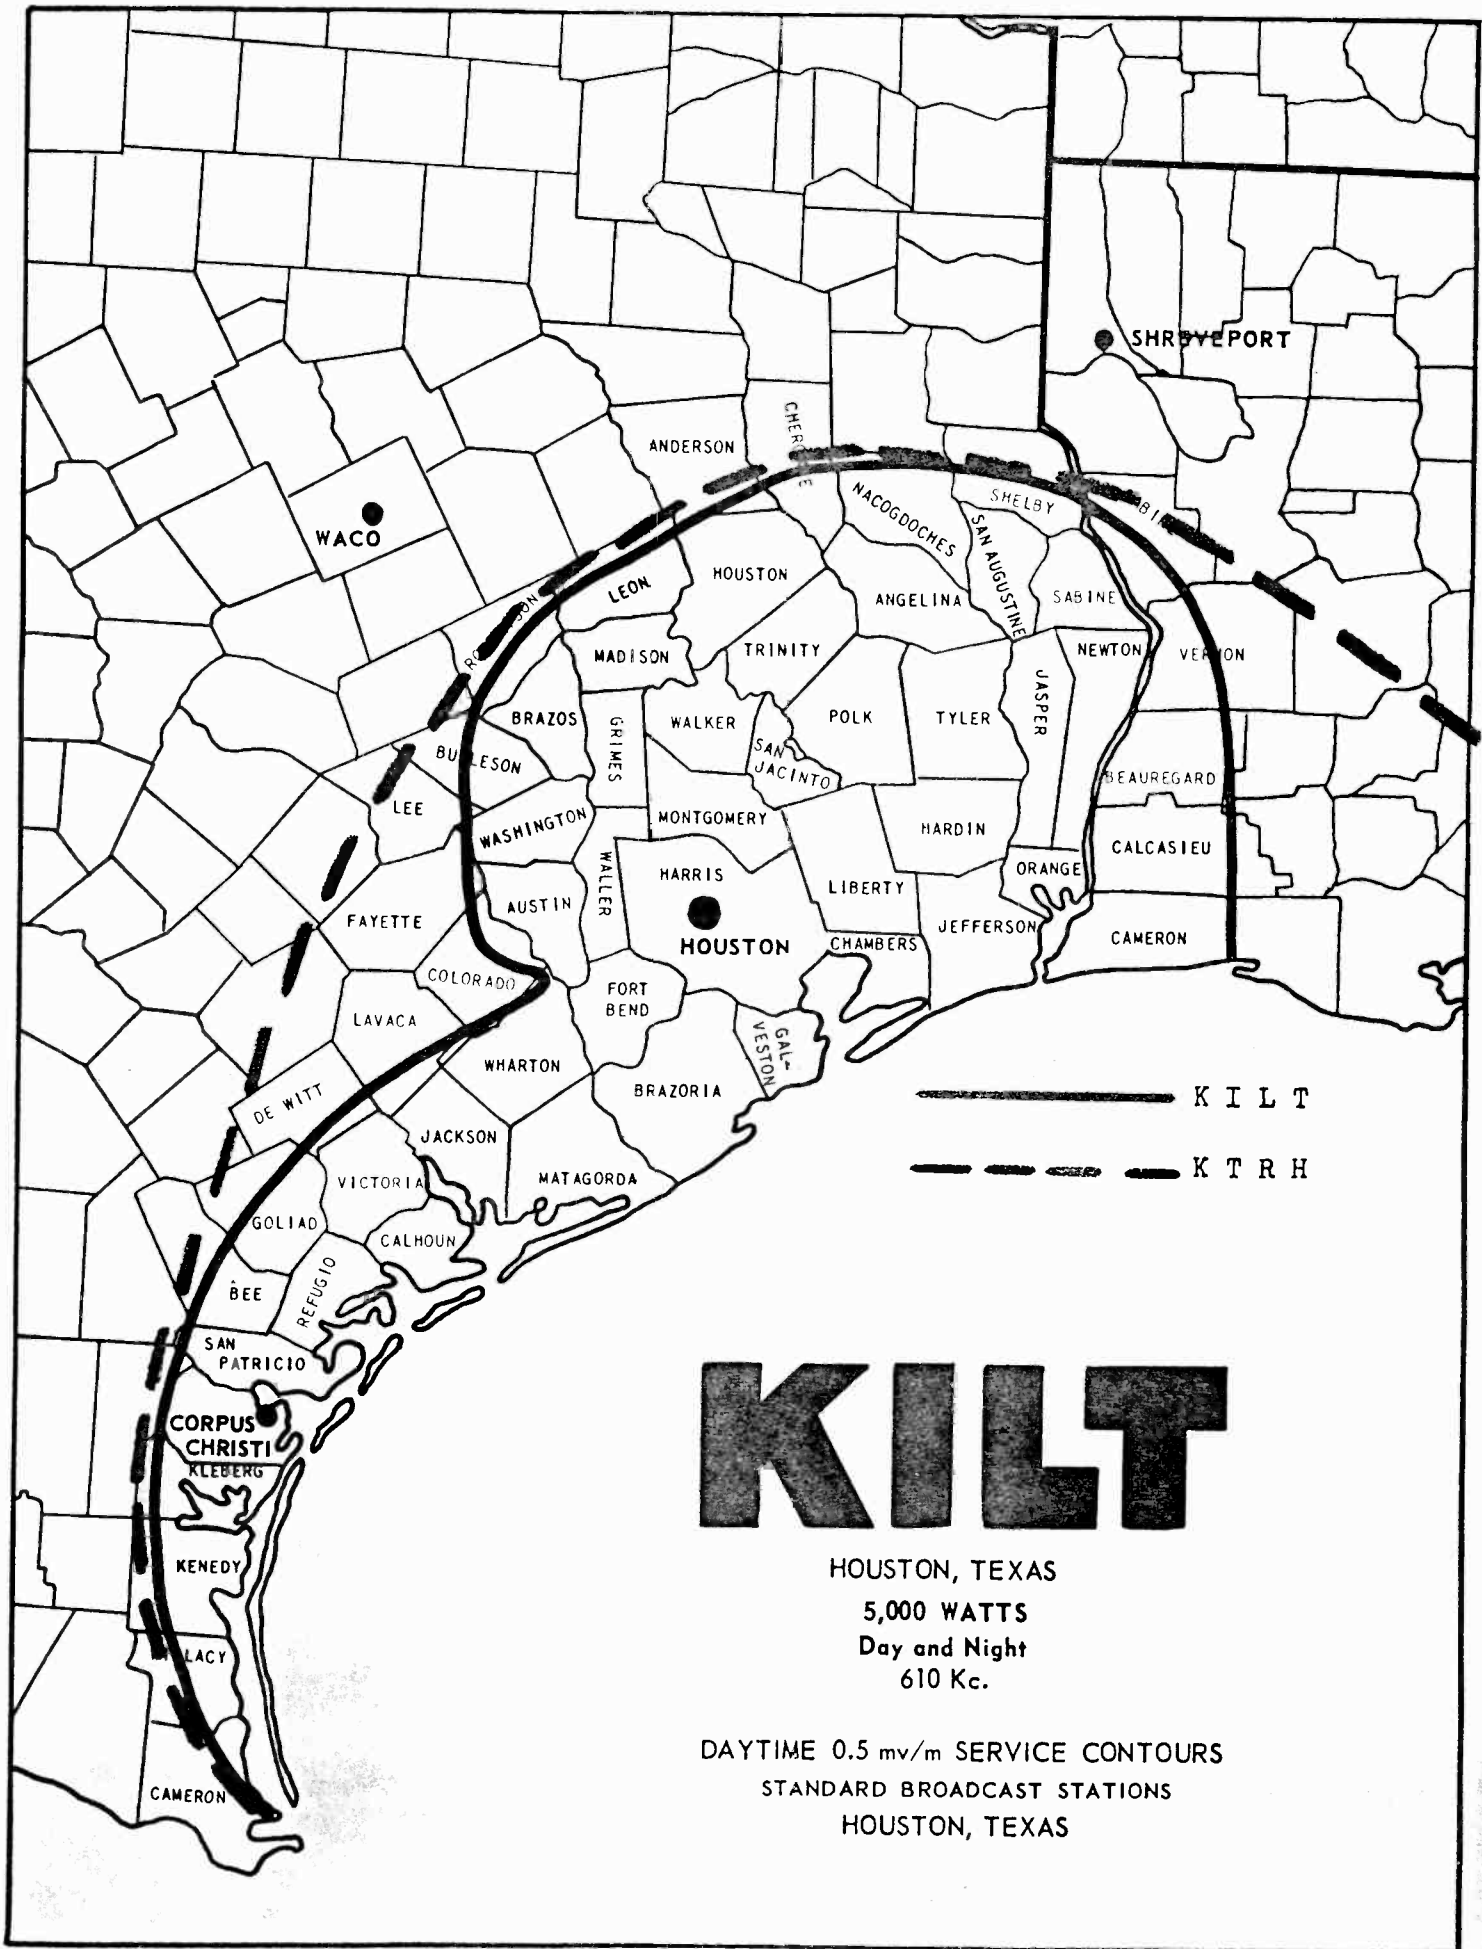 SHREVEPORT
ANDERSON
WACO
SHELBY
NACOGDOCHES
SAN AUGUSTINE
HOUSTON
LEON
ANGELINA
SABINE
MADISON
TRINITY
NEWTON
VERNON
JASPER
BRAZOS
GRIMES
WALKER
POLK
TYLER
SAN
JACINTO
BURLESON
BEAUREGARD
LEE
WASHINGTON
MONTGOMERY
HARDIN
CALCASIEU
WALLER
HARRIS
ORANGE
LIBERTY
AUSTIN
FAYETTE
JEFFERSON
HOUSTON
CHAMBERS
CAMERON
COLORADO
FORT
BEND
LAVACA
GAL-
VESTON
WHARTON
BRAZORIA
DE WITT
KILT
JACKSON
KTRH
VICTORIA
MATAGORDA
GOLIAD
CALHOUN
BEE
REFUGIO
SAN
PATRICIO
CORPUS
CHRISTI
KLEBERG
KENEDY
LACY
CAMERON
KILT
HOUSTON, TEXAS
5,000 WATTS
Day and Night
610 Kc.
DAYTIME 0.5 mv/m SERVICE CONTOURS
STANDARD BROADCAST STATIONS
HOUSTON, TEXAS